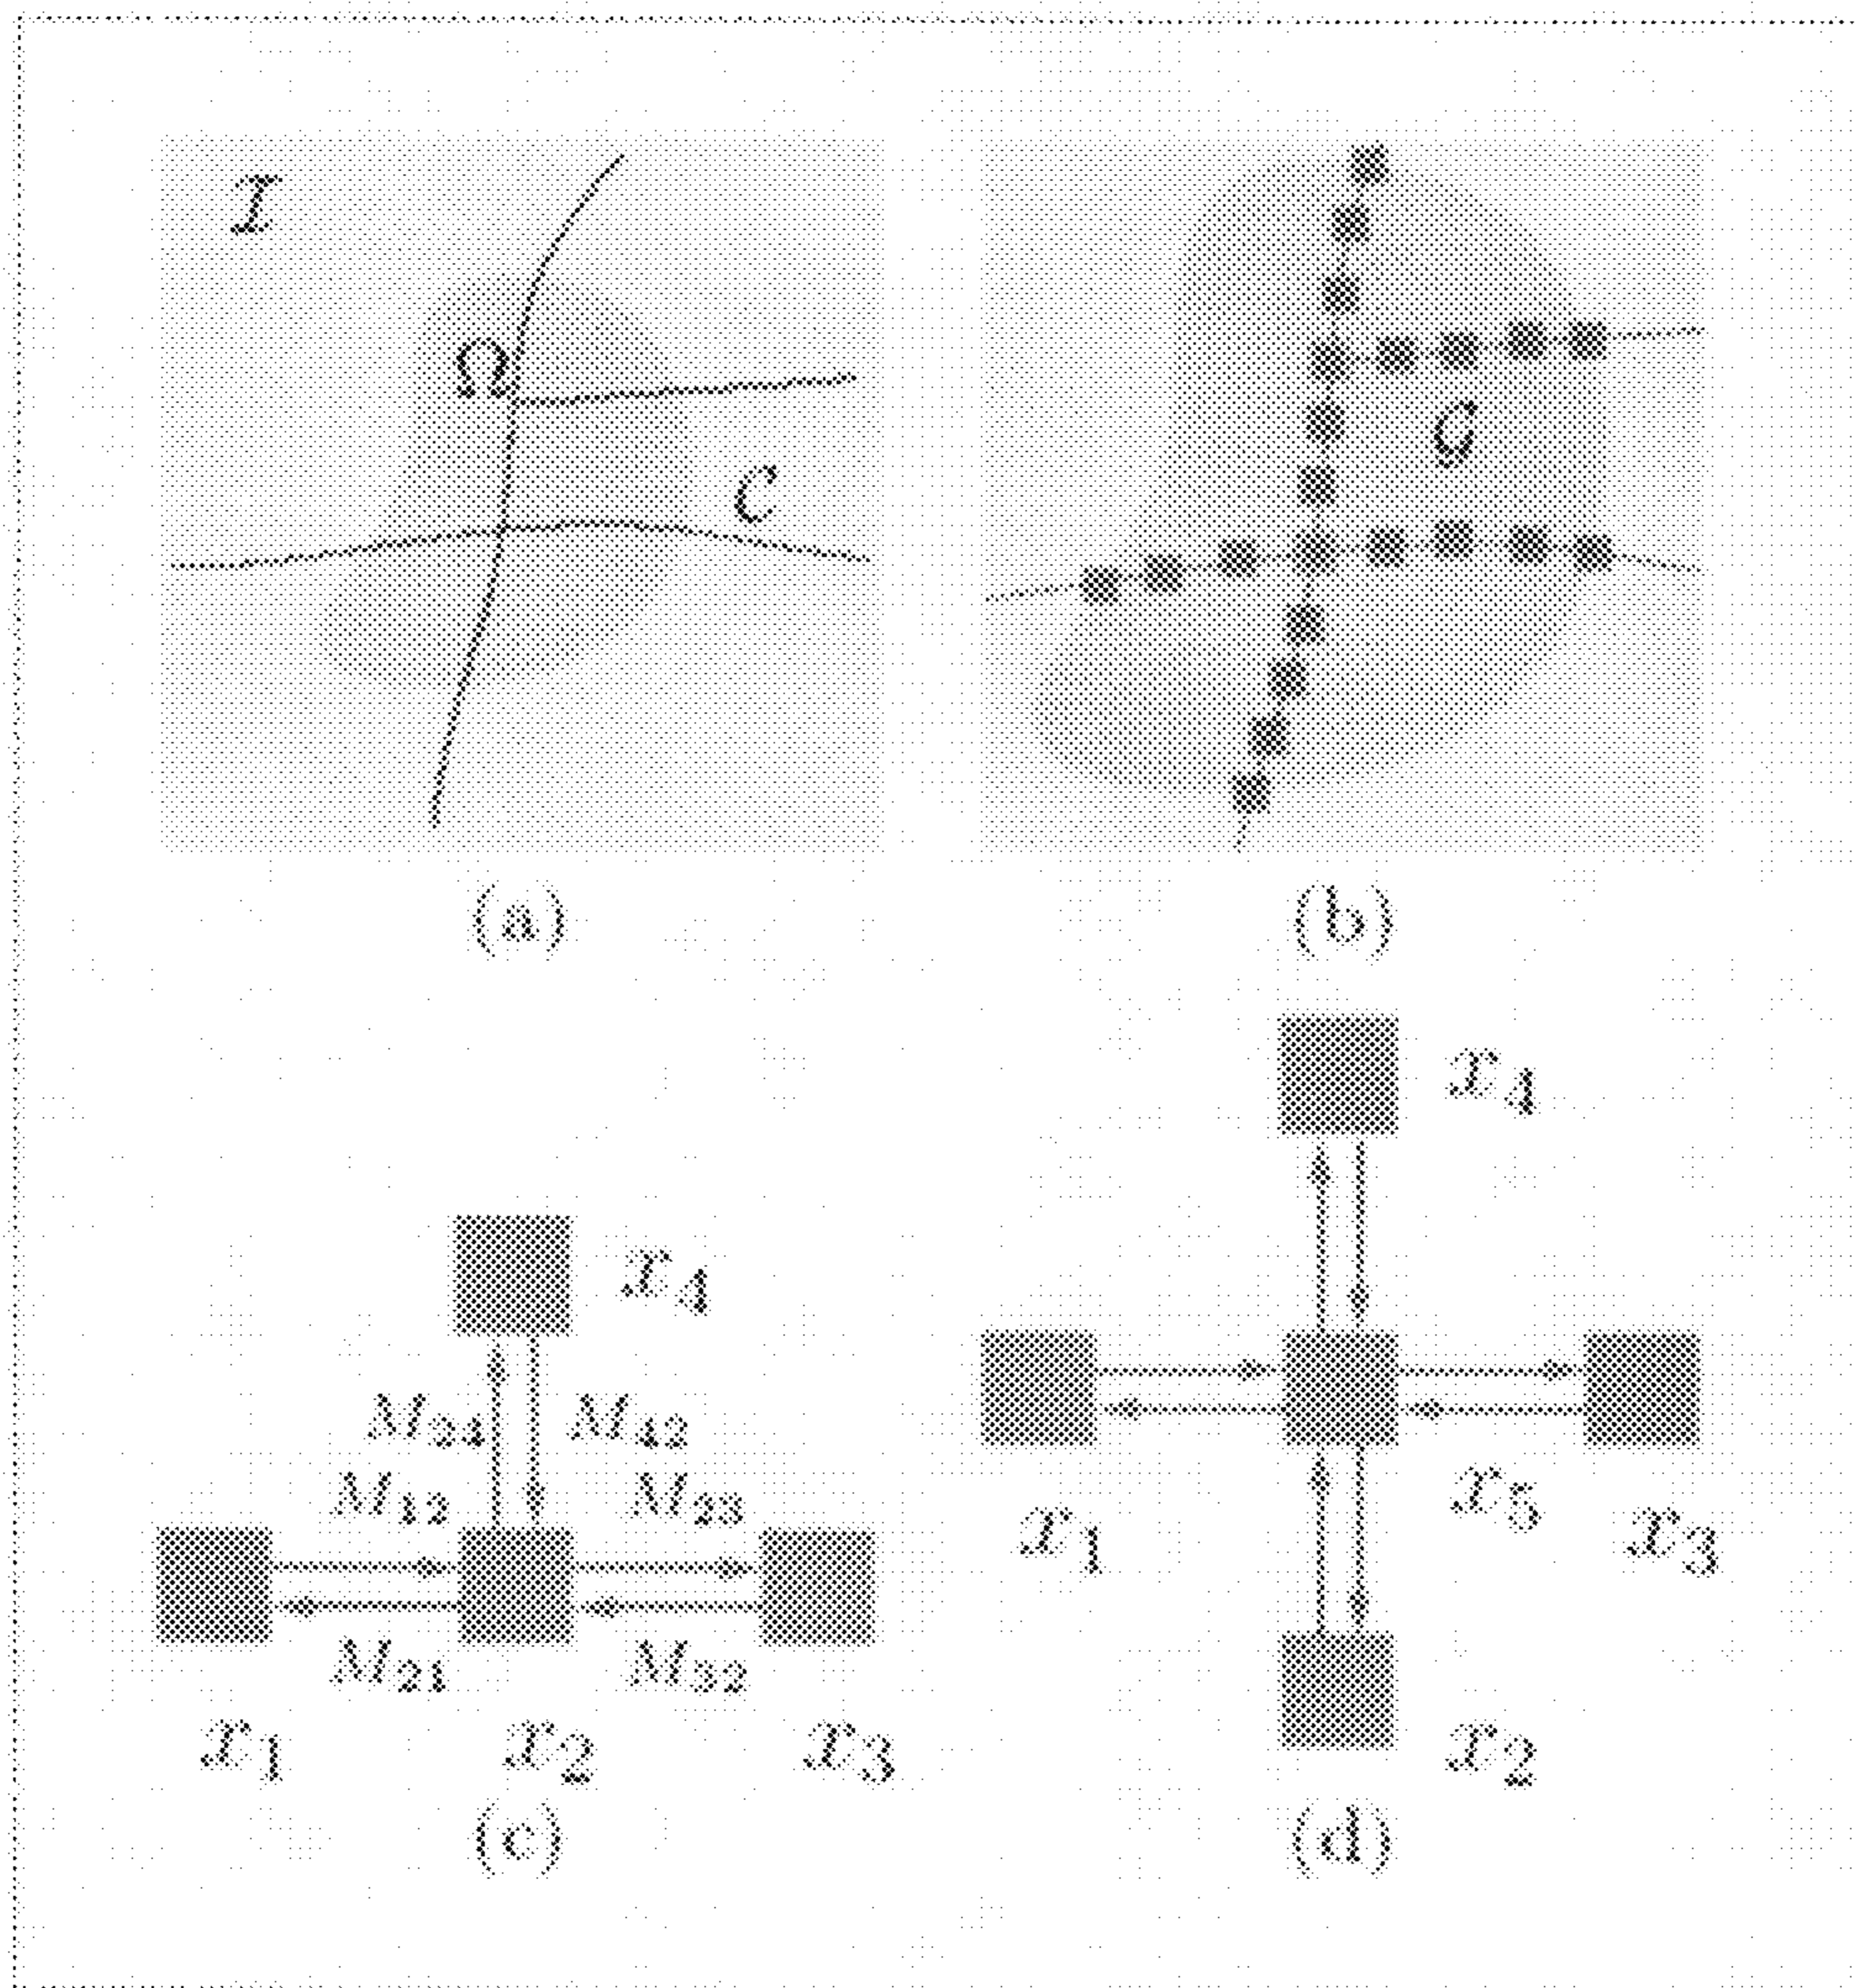 I
Ω
C
G
(a) (b)
x4
x4
M24 M42
M12 M23
M21 M32
x1 x2 x3
x1 x5 x3
x2
(c) (d)